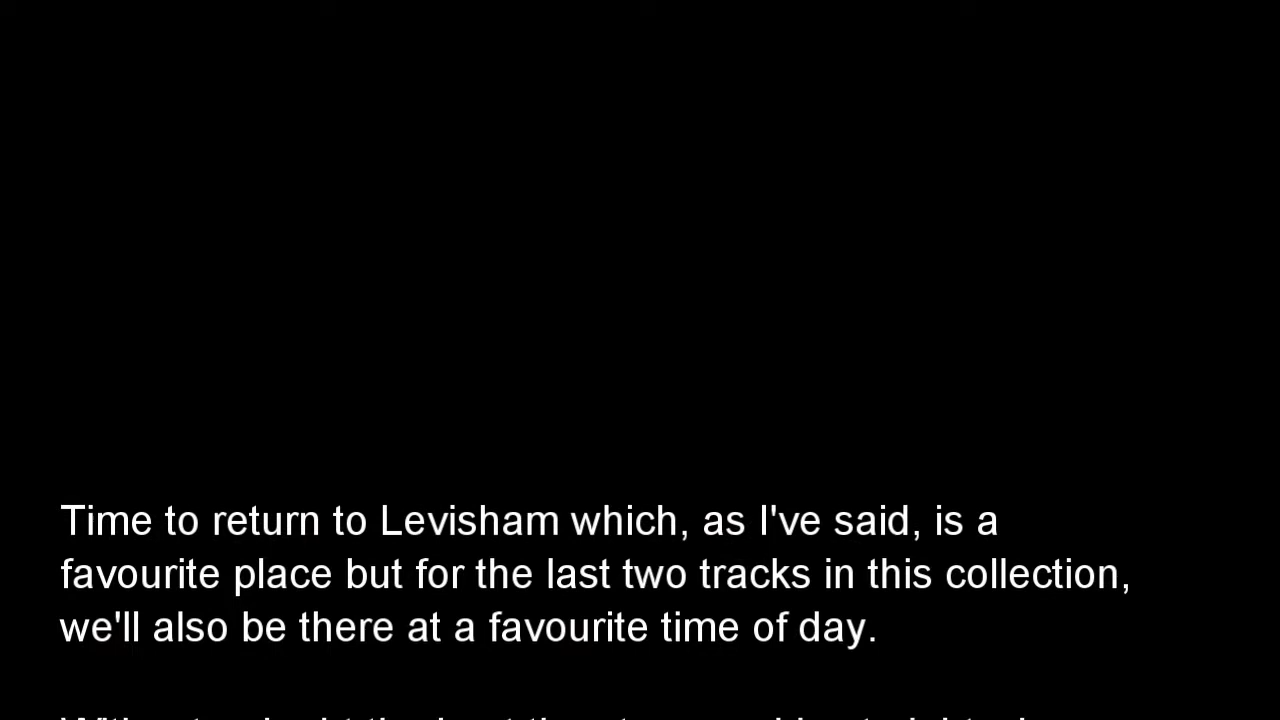 Time to return to Levisham which, as I've said, is a
favourite place but for the last two tracks in this collection,
we'll also be there at a favourite time of day.